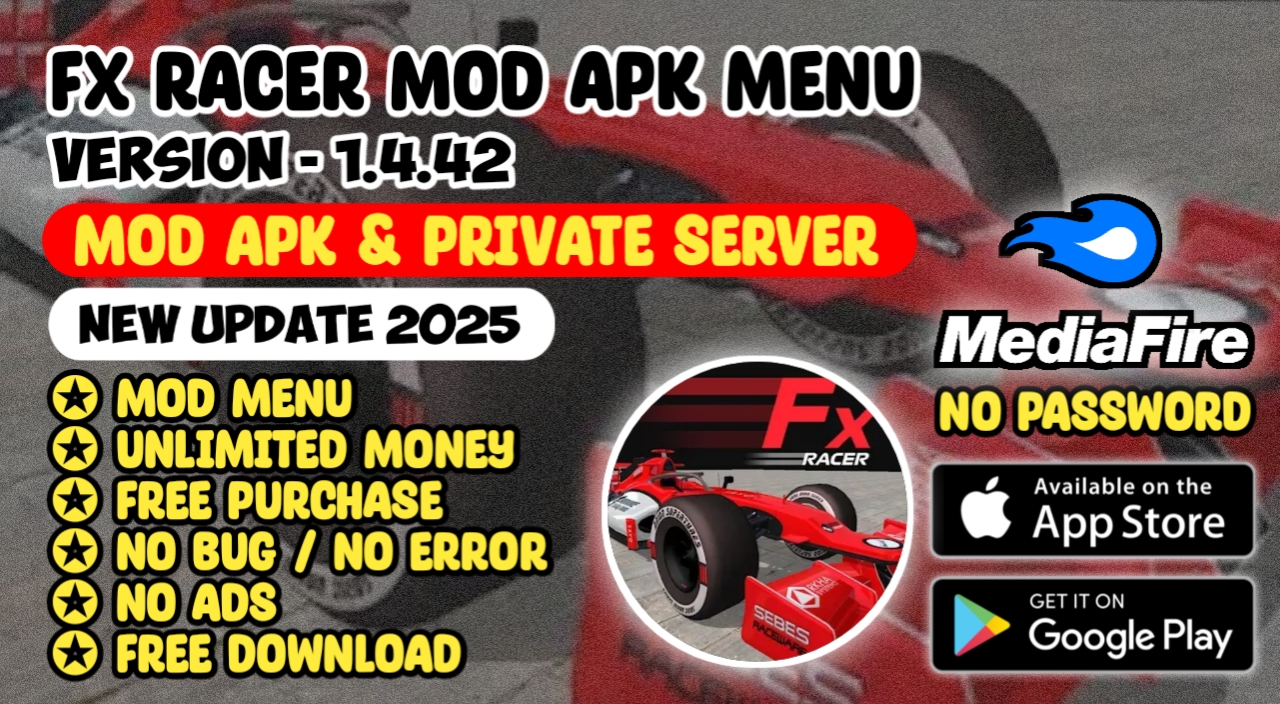 FX RACER MOD APK MENU
VERSION - 1.4.42
MOD APK & PRIVATE SERVER
NEW UPDATE 2025
MOD MENU
UNLIMITED MONEY
FREE PURCHASE
NO BUG / NO ERROR
NO ADS
FREE DOWNLOAD
Fx
RACER
SEBES
RACEWARE
MediaFire
NO PASSWORD
Available on the
App Store
GET IT ON
Google Play